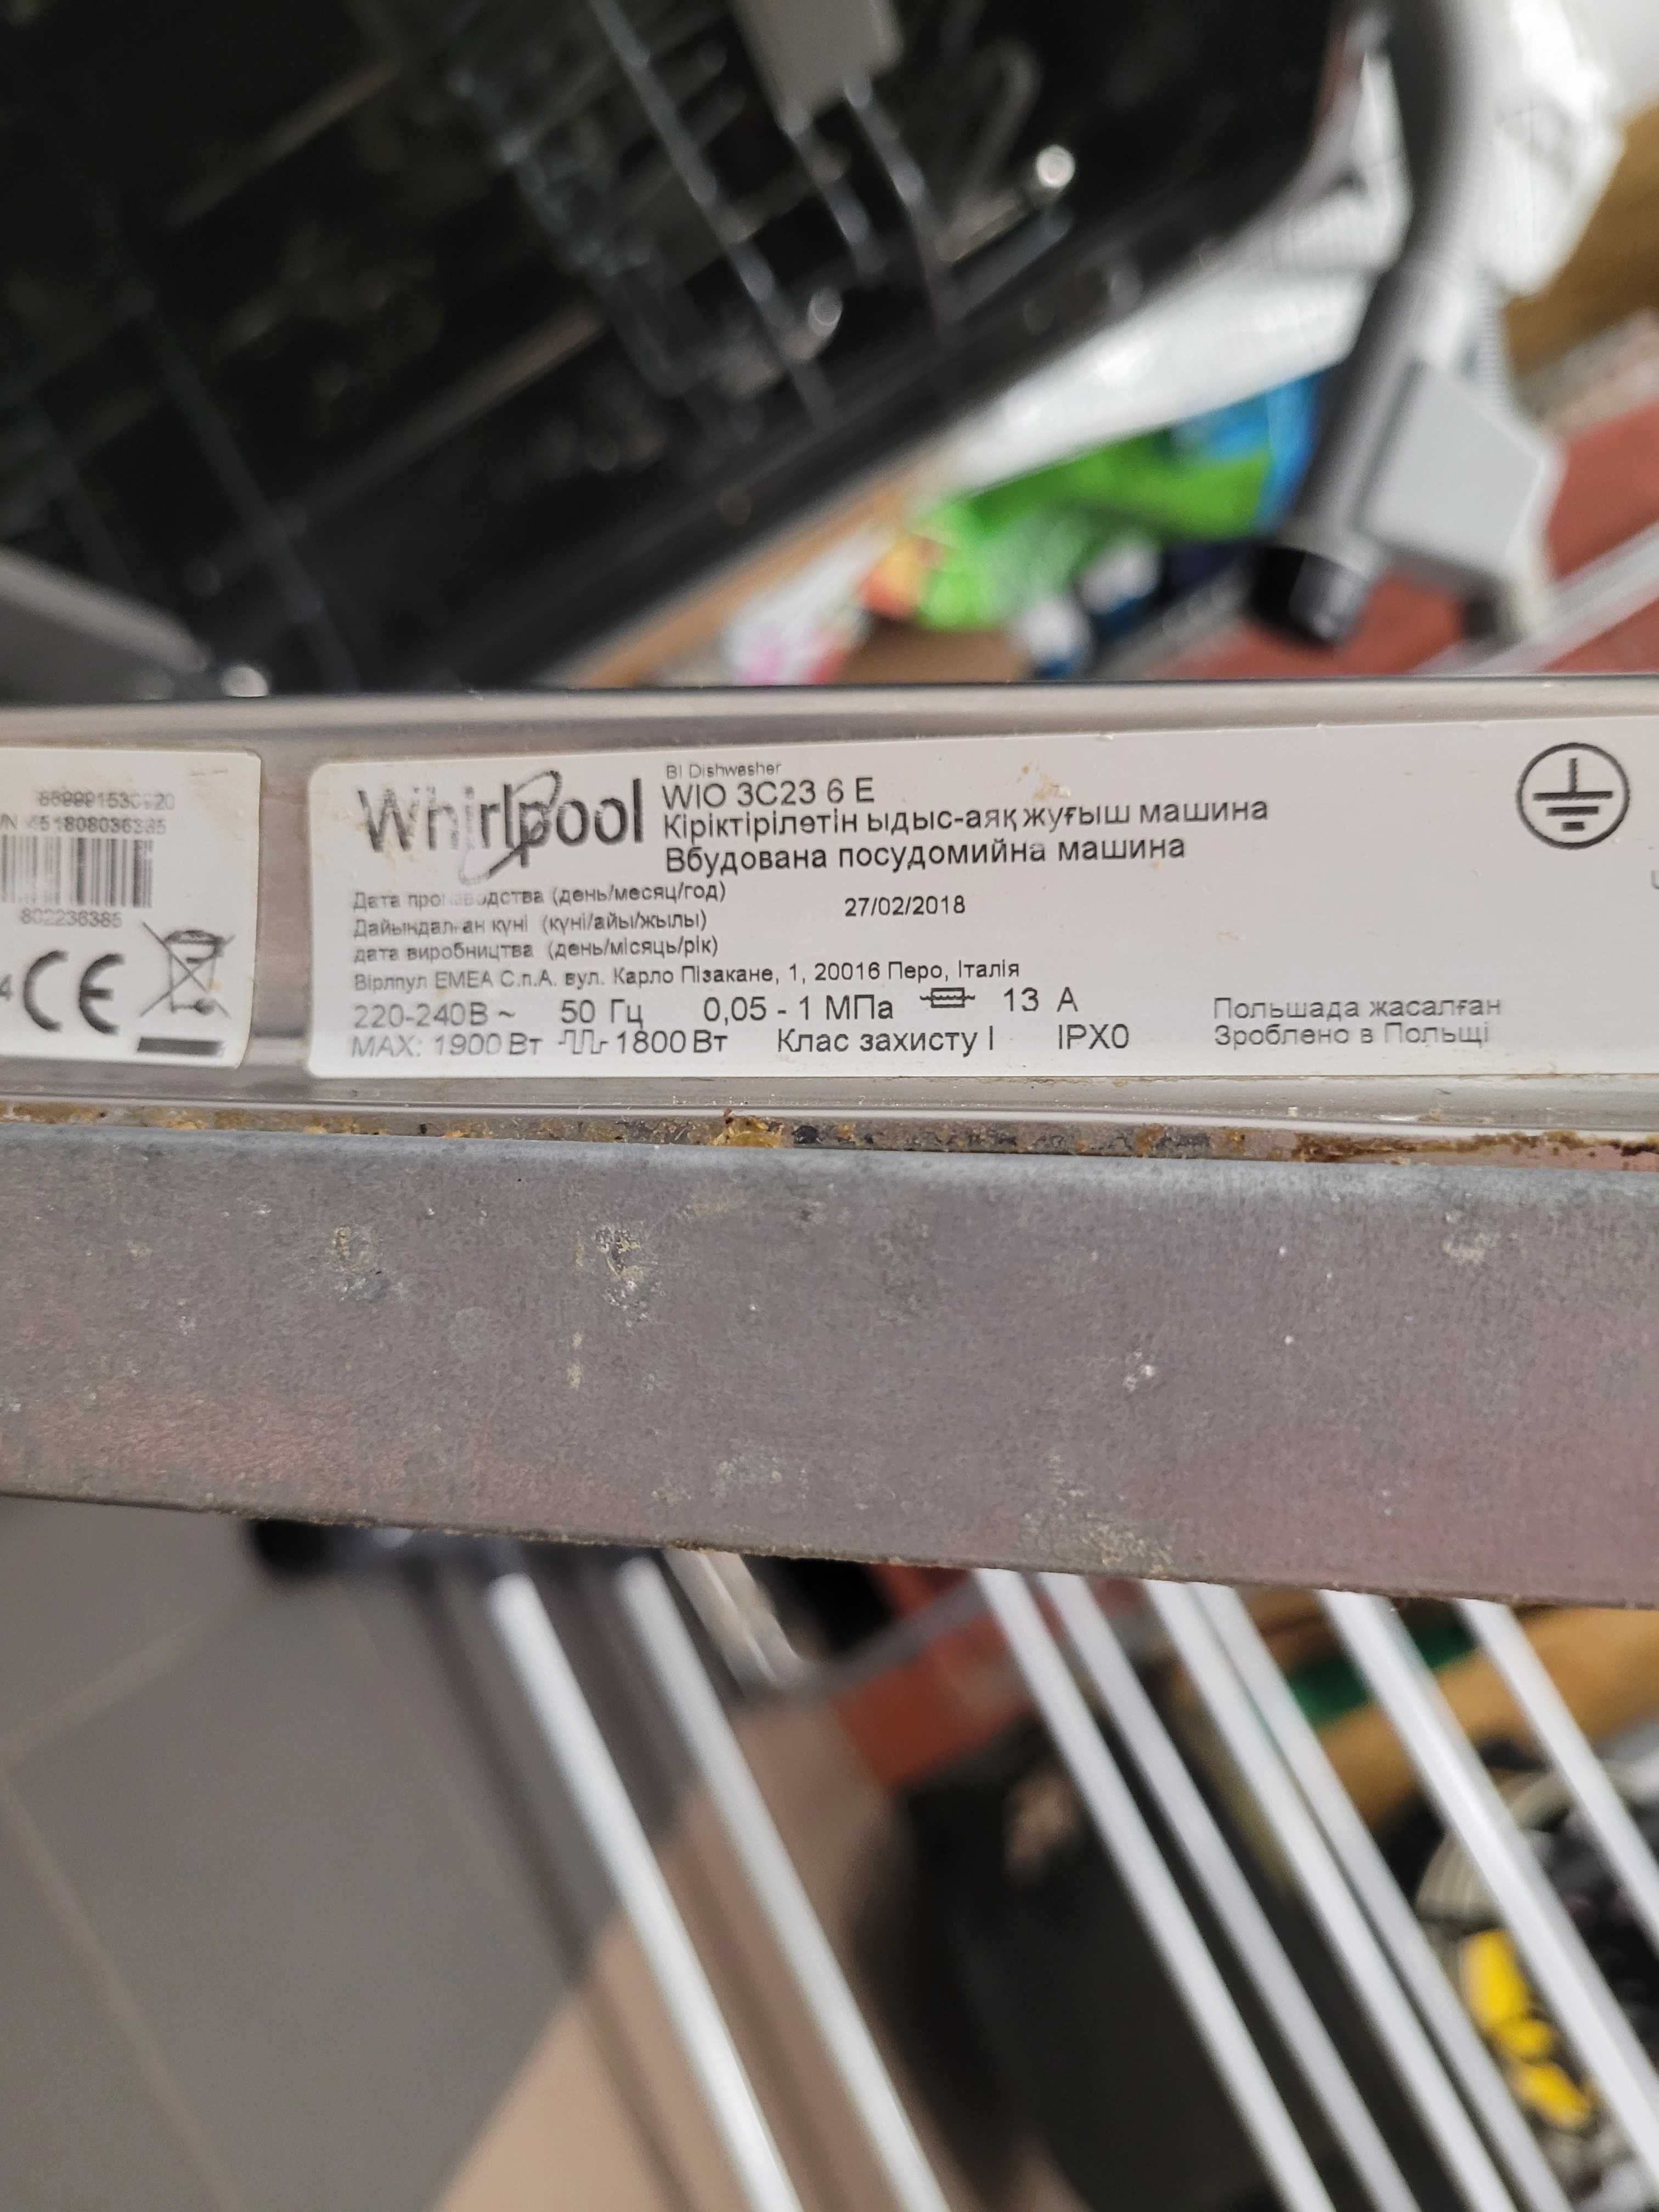 802236385
CE
Whirlpool
BI Dishwasher
WIO 3C23 6 E
Кіріктірілетін ыдыс-аяқ жуғыш машина
Вбудована посудомийна машина
Дата производства (день/месяц/год)
Дайындалған күні (күні/айы/жылы)
дата виробництва (день/місяць/рік)
27/02/2018
Вірлпул EMEA С.п.А. вул. Карло Пізакане, 1, 20016 Перо, Італія
220-240В ~ 50 Гц 0,05 - 1 МПа 13 A
MAX: 1900 Вт 1800 Вт Клас захисту I IPX0
Польшада жасалған
Зроблено в Польщі